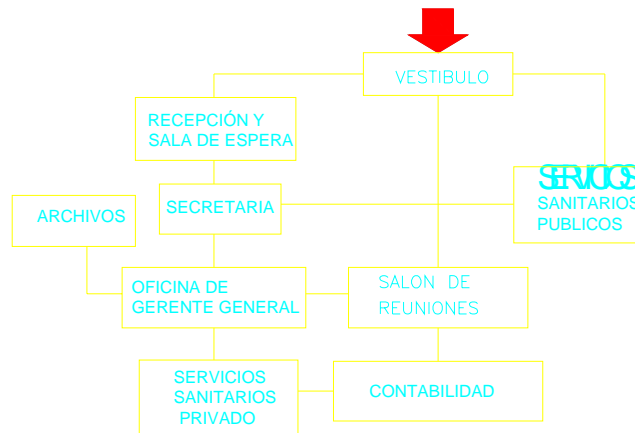 VESTIBULO
RECEPCIÓN Y
SALA DE ESPERA
SERVICIOS
SANITARIOS
PUBLICOS
ARCHIVOS
SECRETARIA
OFICINA DE
GERENTE GENERAL
SALON DE
REUNIONES
SERVICIOS
SANITARIOS
PRIVADO
CONTABILIDAD